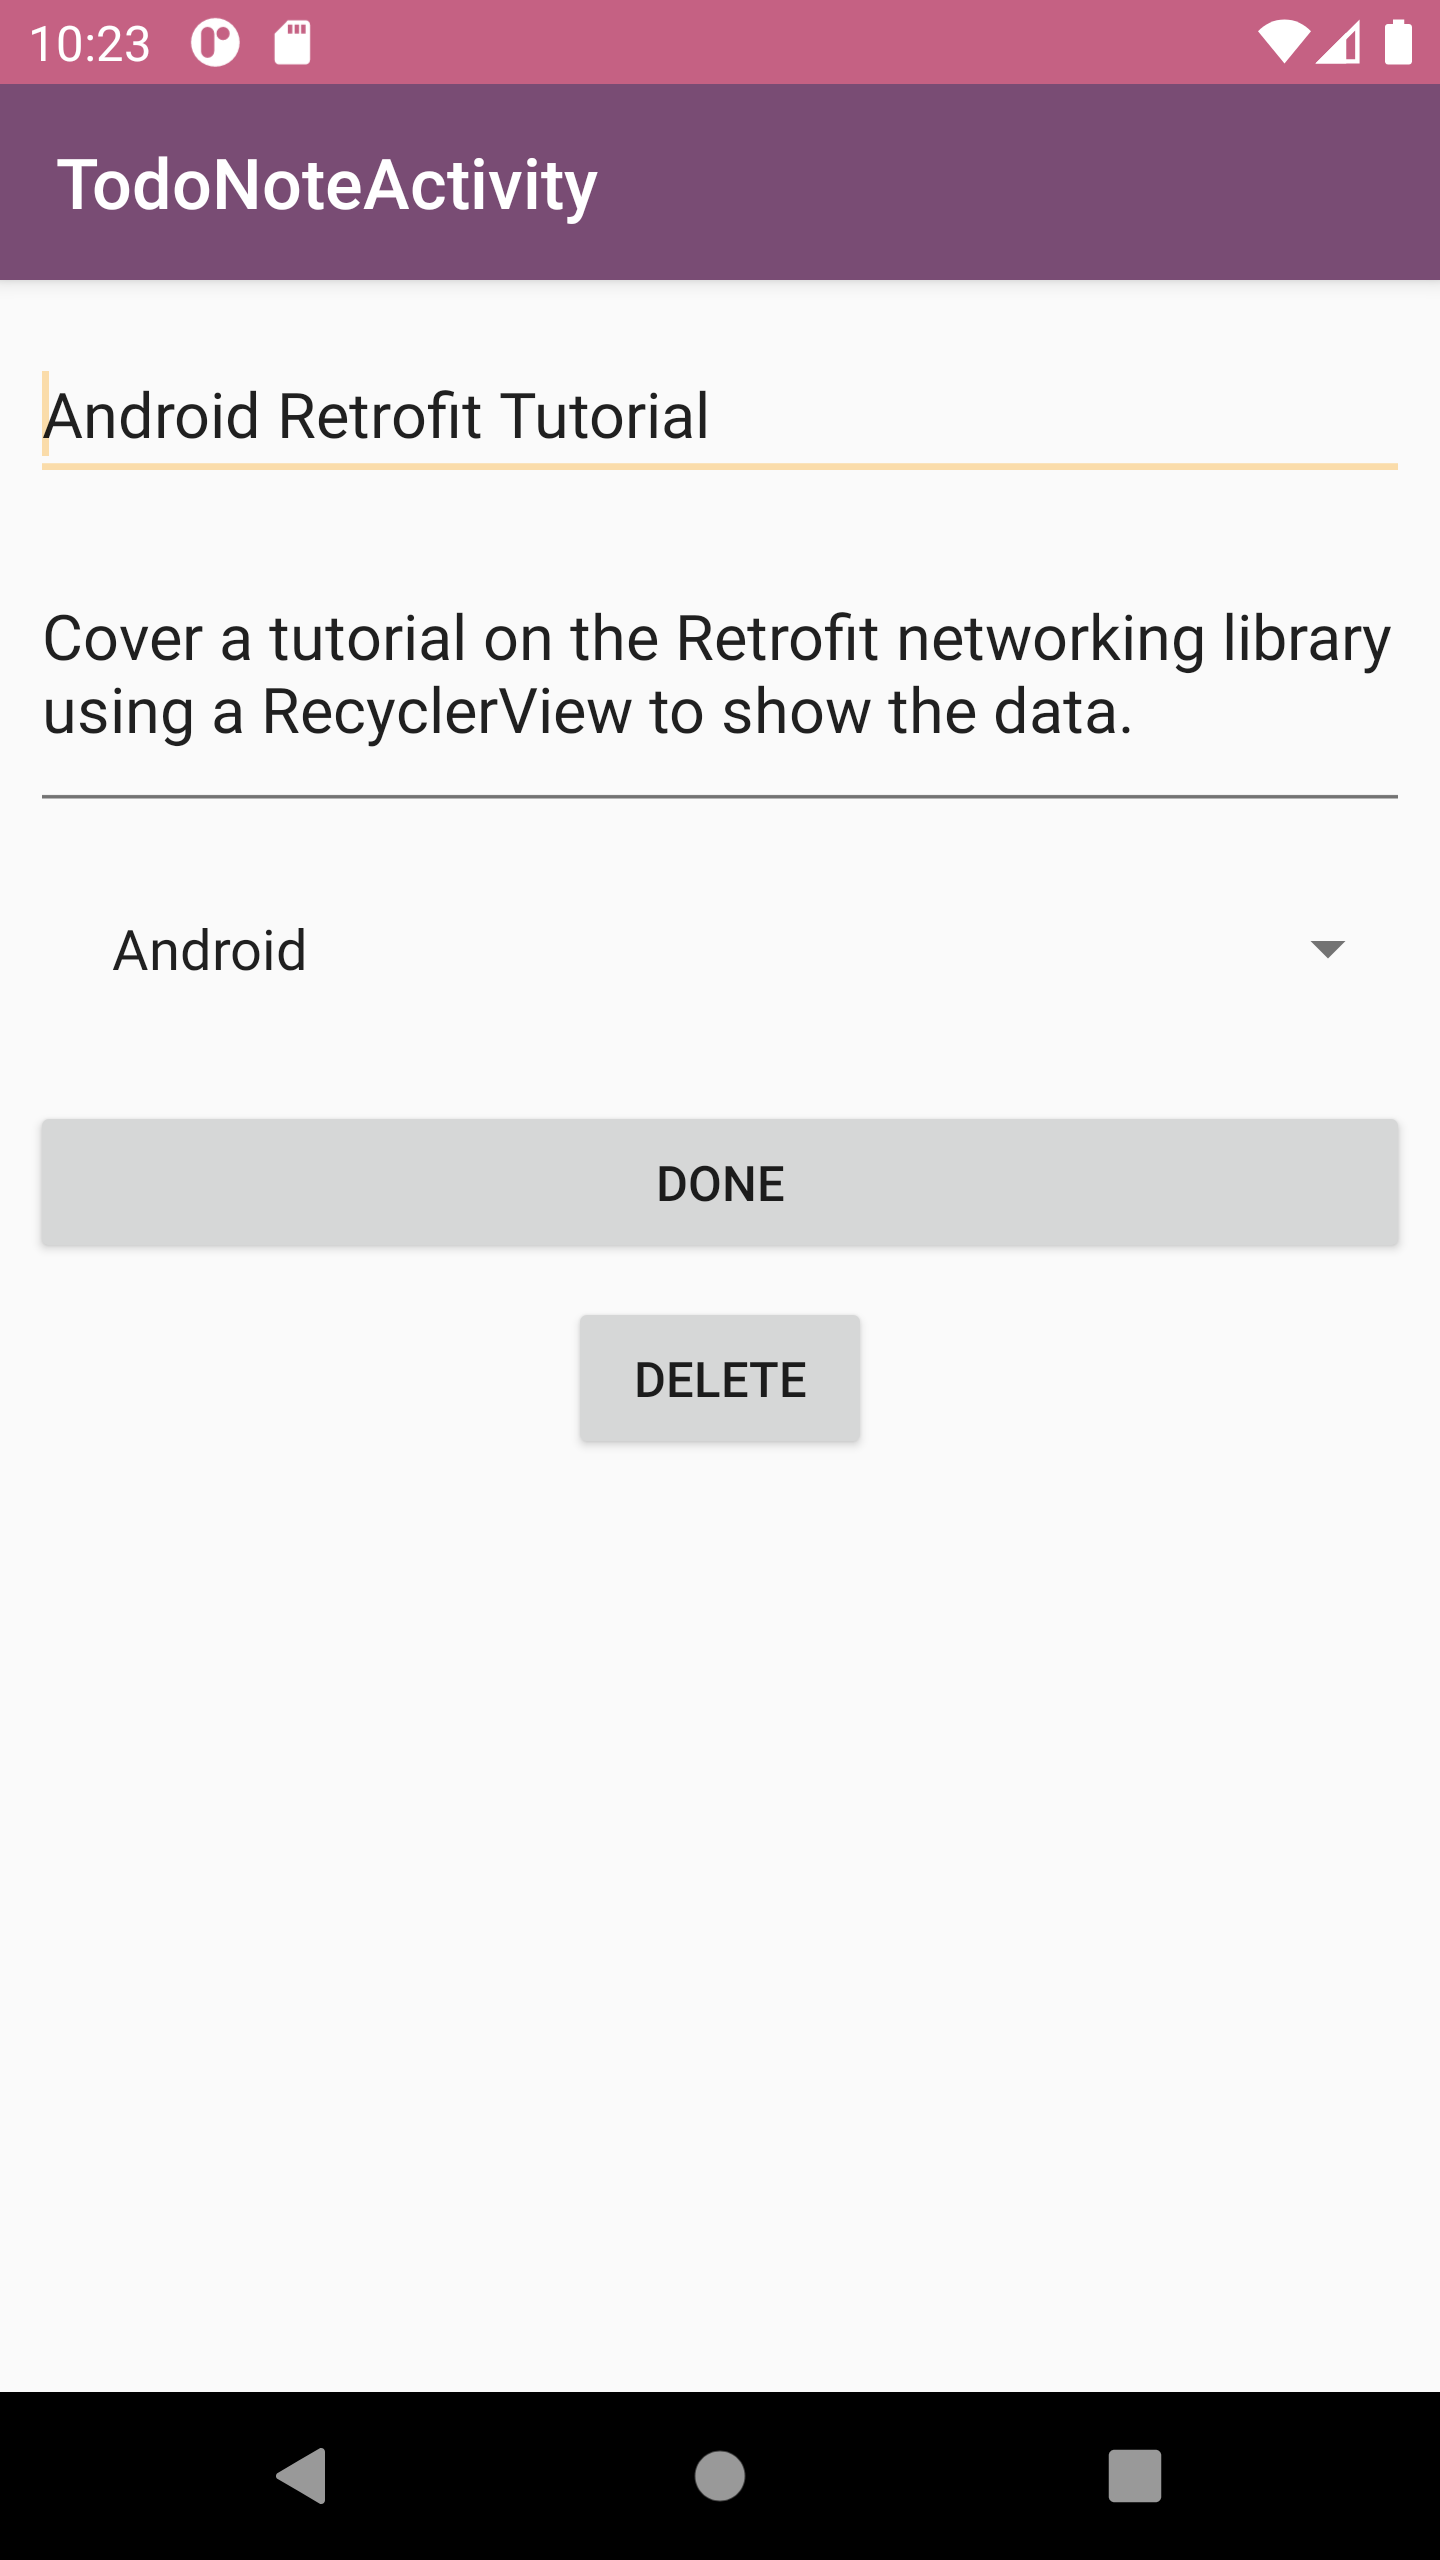 10:23
TodoNoteActivity
Android Retrofit Tutorial
Cover a tutorial on the Retrofit networking library
using a RecyclerView to show the data.
Android
DONE
DELETE